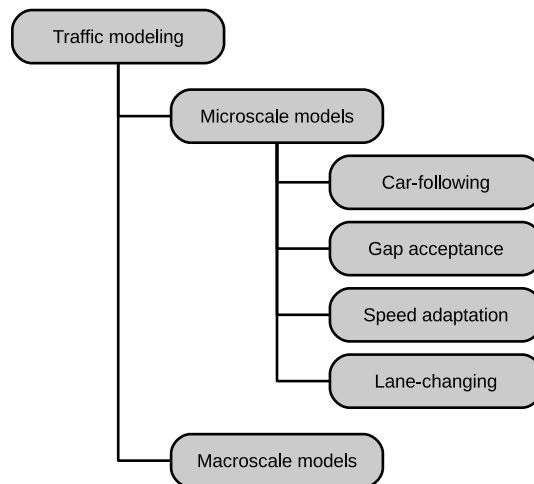 Traffic modeling
Microscale models
Car-following
Gap acceptance
Speed adaptation
Lane-changing
Macroscale models